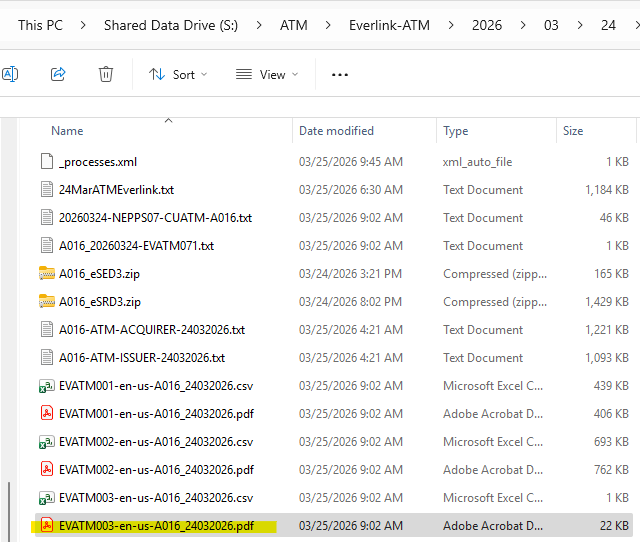 This PC > Shared Data Drive (S:) > ATM > Everlink-ATM > 2026 > 03 > 24 >
Sort View ...
Name Date modified Type Size
_processes.xml 03/25/2026 9:45 AM xml_auto_file 1 KB
24MarATMEverlink.txt 03/25/2026 6:30 AM Text Document 1,184 KB
20260324-NEPPS07-CUATM-A016.txt 03/25/2026 9:02 AM Text Document 46 KB
A016_20260324-EVATM071.txt 03/25/2026 9:02 AM Text Document 1 KB
A016_eSED3.zip 03/24/2026 3:21 PM Compressed (zipp... 165 KB
A016_eSRD3.zip 03/24/2026 8:02 PM Compressed (zipp... 1,429 KB
A016-ATM-ACQUIRER-24032026.txt 03/25/2026 4:21 AM Text Document 1,221 KB
A016-ATM-ISSUER-24032026.txt 03/25/2026 4:21 AM Text Document 1,093 KB
EVATM001-en-us-A016_24032026.csv 03/25/2026 9:02 AM Microsoft Excel C... 439 KB
EVATM001-en-us-A016_24032026.pdf 03/25/2026 9:02 AM Adobe Acrobat D... 406 KB
EVATM002-en-us-A016_24032026.csv 03/25/2026 9:02 AM Microsoft Excel C... 693 KB
EVATM002-en-us-A016_24032026.pdf 03/25/2026 9:02 AM Adobe Acrobat D... 762 KB
EVATM003-en-us-A016_24032026.csv 03/25/2026 9:02 AM Microsoft Excel C... 1 KB
EVATM003-en-us-A016_24032026.pdf 03/25/2026 9:02 AM Adobe Acrobat D... 22 KB